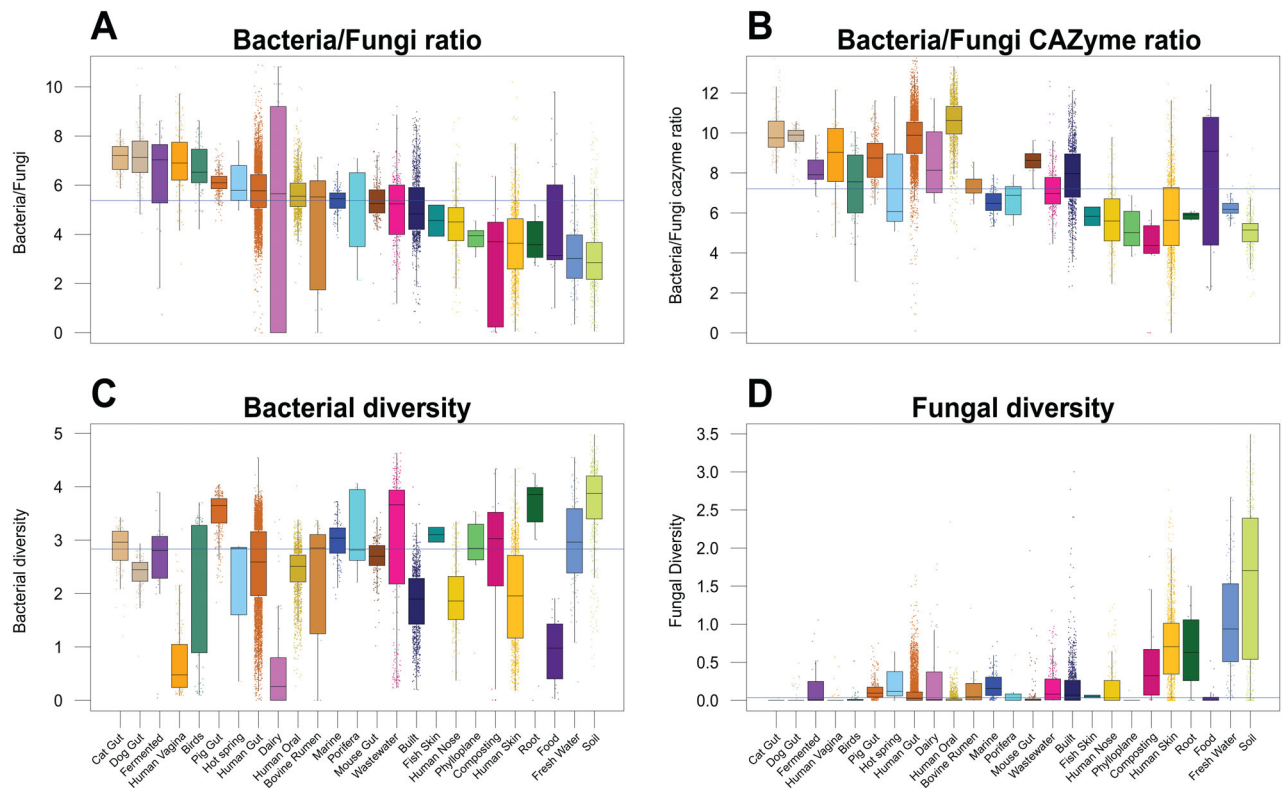 A
Bacteria/Fungi ratio
Bacteria/Fungi
10
8
6
4
2
0
B
Bacteria/Fungi CAZyme ratio
Bacteria/Fungi cazyme ratio
12
10
8
6
4
2
0
C
Bacterial diversity
Bacterial diversity
5
4
3
2
1
0
Cat Gut
Dog Gut
Fermented
Human Vagina
Birds
Pig Gut
Hot spring
Human Gut
Dairy
Human Oral
Bovine Rumen
Marine
Porifera
Mouse Gut
Wastewater
Built
Fish Skin
Human Nose
Phylloplane
Composting
Human Skin
Root
Food
Fresh Water
Soil
D
Fungal diversity
Fungal Diversity
3.5
3.0
2.5
2.0
1.5
1.0
0.5
0.0
Cat Gut
Dog Gut
Fermented
Human Vagina
Birds
Pig Gut
Hot spring
Human Gut
Dairy
Human Oral
Bovine Rumen
Marine
Porifera
Mouse Gut
Wastewater
Built
Fish Skin
Human Nose
Phylloplane
Composting
Human Skin
Root
Food
Fresh Water
Soil